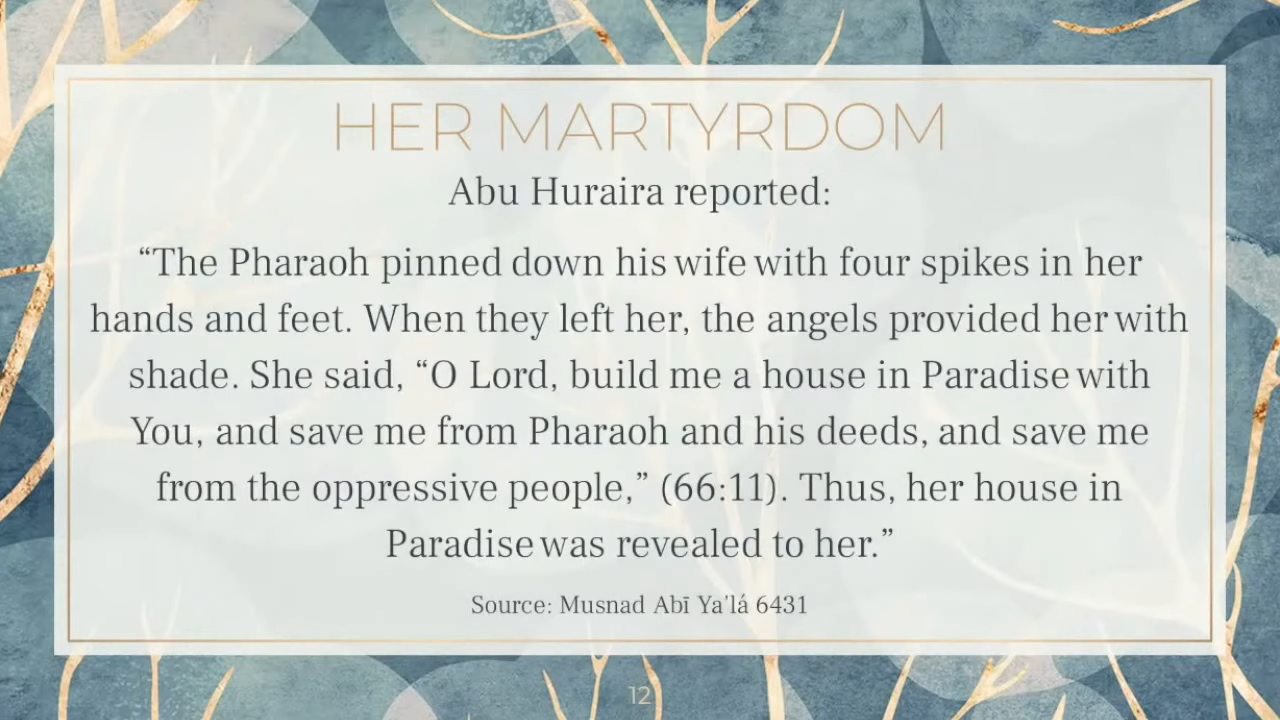 HER MARTYRDOM
Abu Huraira reported:
“The Pharaoh pinned down his wife with four spikes in her
hands and feet. When they left her, the angels provided her with
shade. She said, “O Lord, build me a house in Paradise with
You, and save me from Pharaoh and his deeds, and save me
from the oppressive people,” (66:11). Thus, her house in
Paradise was revealed to her.”
Source: Musnad Abī Ya'lá 6431
12